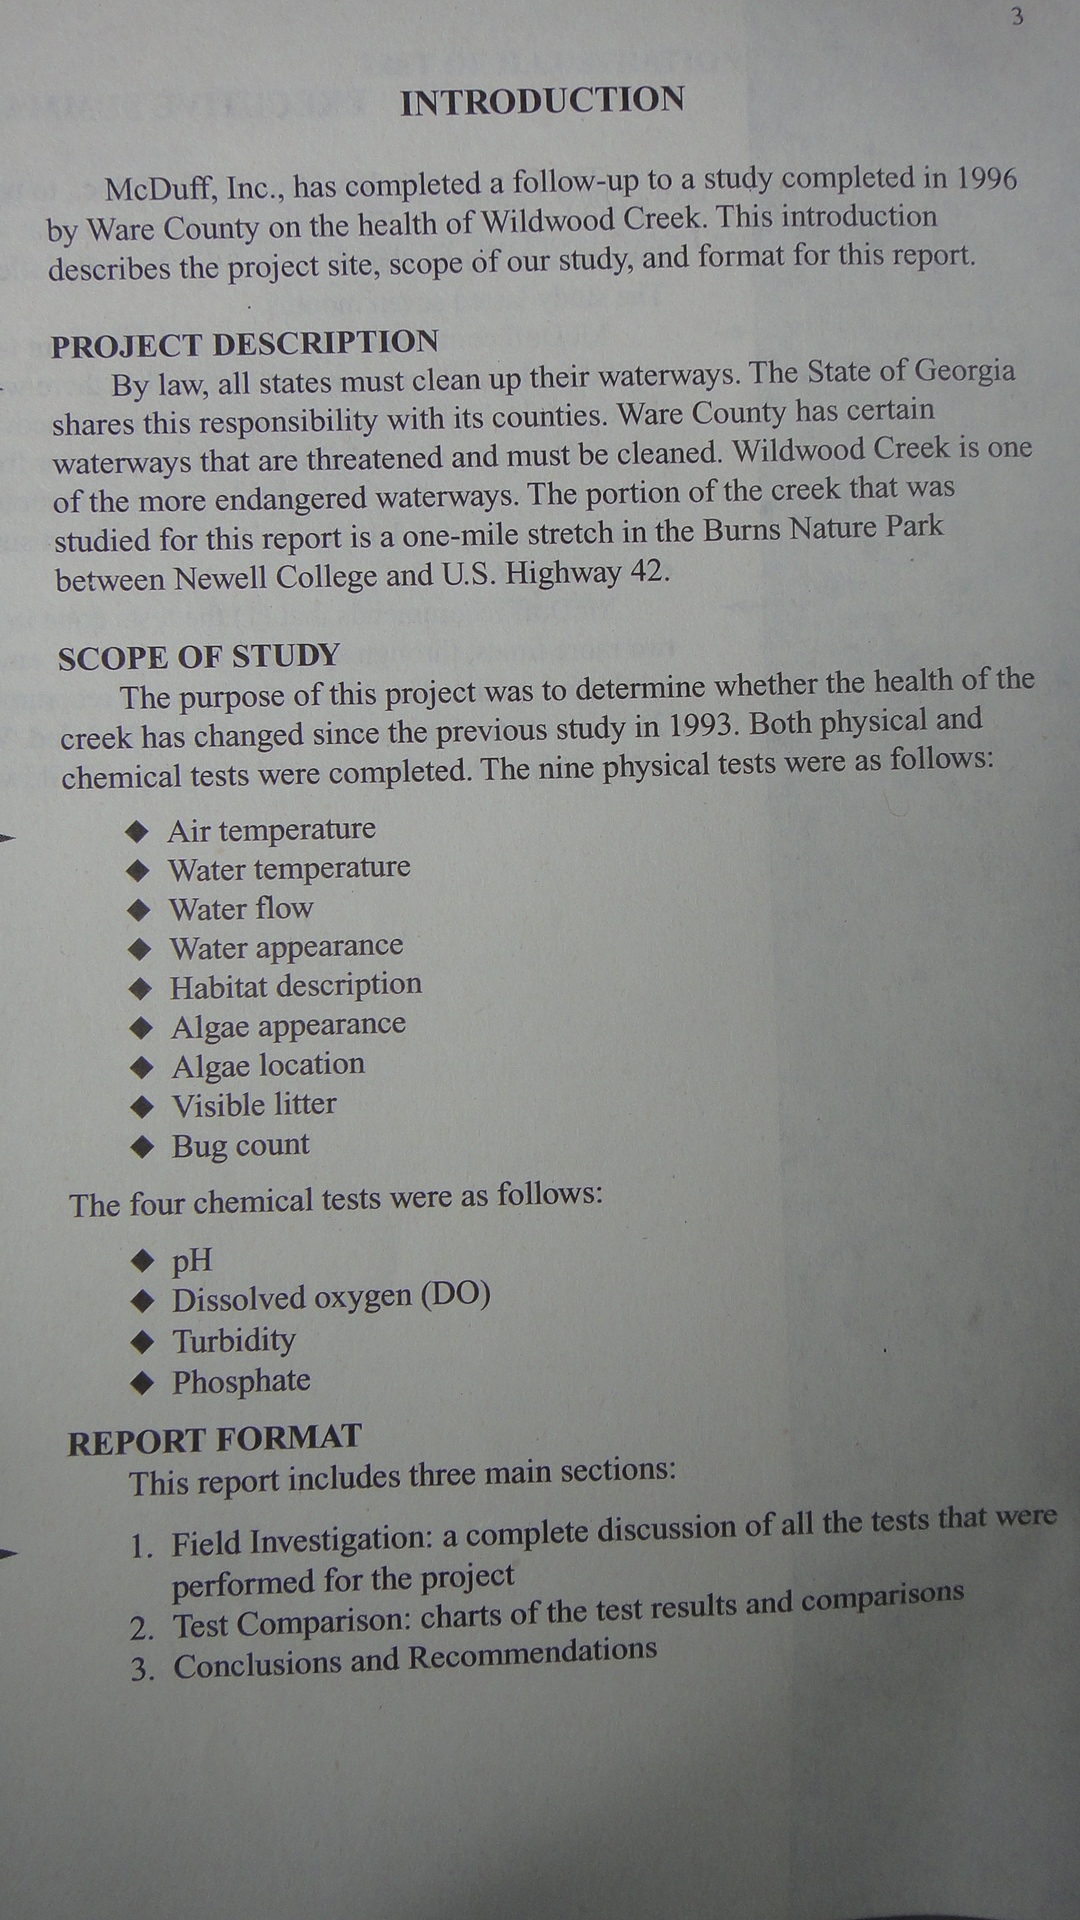 3
INTRODUCTION
McDuff, Inc., has completed a follow-up to a study completed in 1996
by Ware County on the health of Wildwood Creek. This introduction
describes the project site, scope of our study, and format for this report.
PROJECT DESCRIPTION
By law, all states must clean up their waterways. The State of Georgia
shares this responsibility with its counties. Ware County has certain
waterways that are threatened and must be cleaned. Wildwood Creek is one
of the more endangered waterways. The portion of the creek that was
studied for this report is a one-mile stretch in the Burns Nature Park
between Newell College and U.S. Highway 42.
SCOPE OF STUDY
The purpose of this project was to determine whether the health of the
creek has changed since the previous study in 1993. Both physical and
chemical tests were completed. The nine physical tests were as follows:
◆ Air temperature
◆ Water temperature
◆ Water flow
◆ Water appearance
◆ Habitat description
◆ Algae appearance
◆ Algae location
◆ Visible litter
◆ Bug count
The four chemical tests were as follows:
◆ pH
◆ Dissolved oxygen (DO)
◆ Turbidity
◆ Phosphate
REPORT FORMAT
This report includes three main sections:
1. Field Investigation: a complete discussion of all the tests that were
performed for the project
2. Test Comparison: charts of the test results and comparisons
3. Conclusions and Recommendations